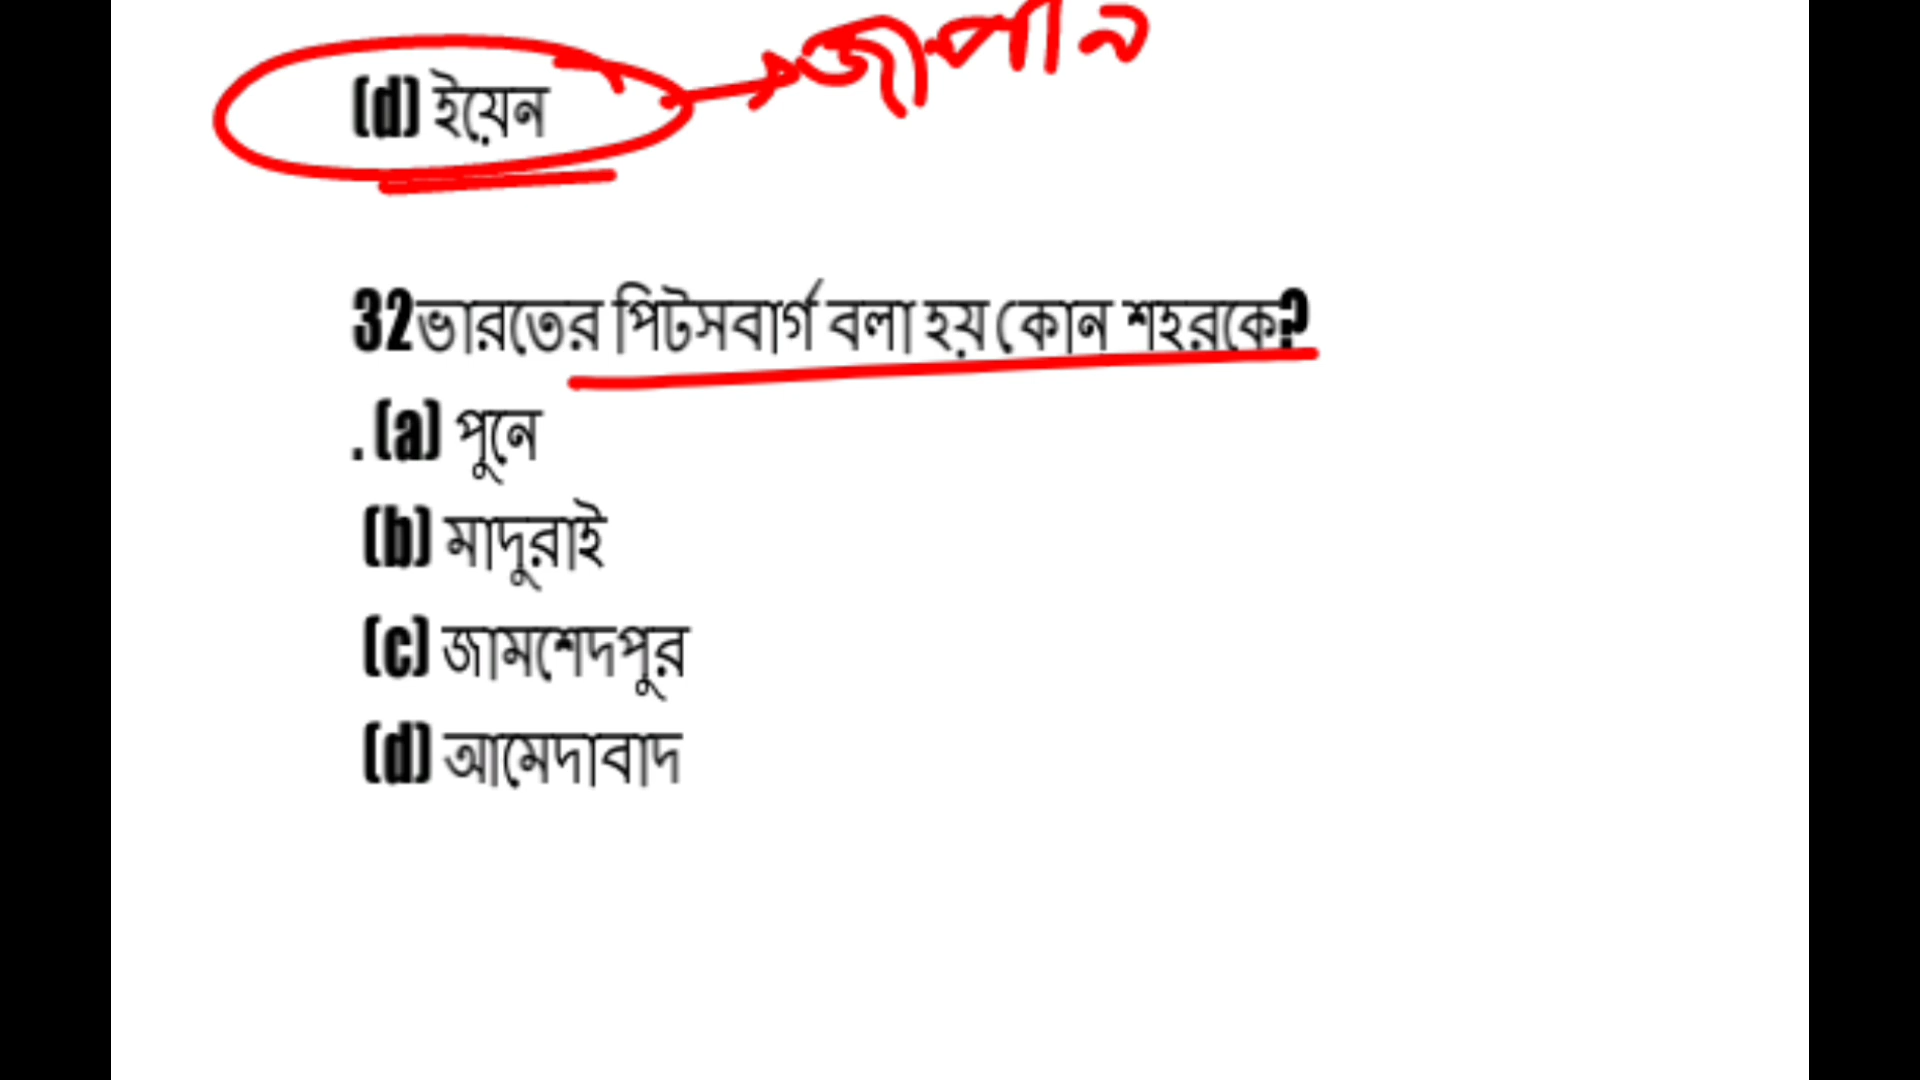 জাপান
(d) ইয়েন
32ভারতের পিটসবার্গ বলা হয় কোন শহরকে?
. (a) পুনে
(b) মাদুরাই
(c) জামশেদপুর
(d) আমেদাবাদ